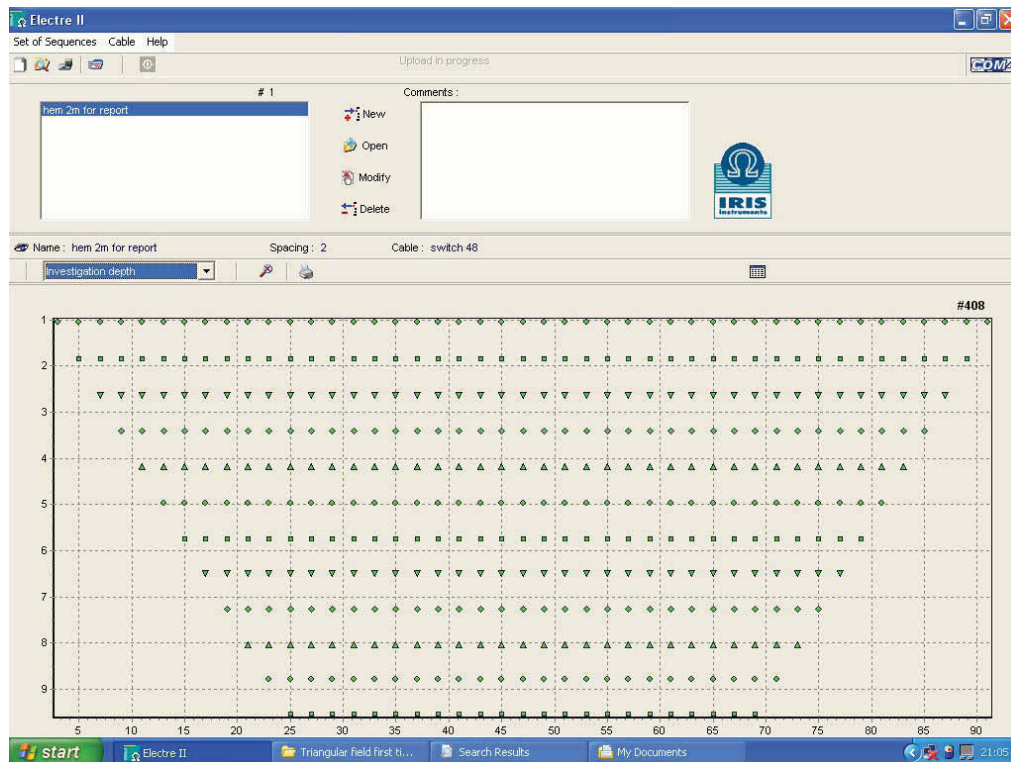 Electre II
Set of Sequences Cable Help
Upload in progress
# 1 Comments :
hem 2m for report
New
Open
Modify
Delete
IRIS
Instruments
Name : hem 2m for report Spacing : 2 Cable : switch 48
Investigation depth
#408
1
2
3
4
5
6
7
8
9
5 10 15 20 25 30 35 40 45 50 55 60 65 70 75 80 85 90
start Electre II Triangular field first ti... Search Results My Documents 21:05